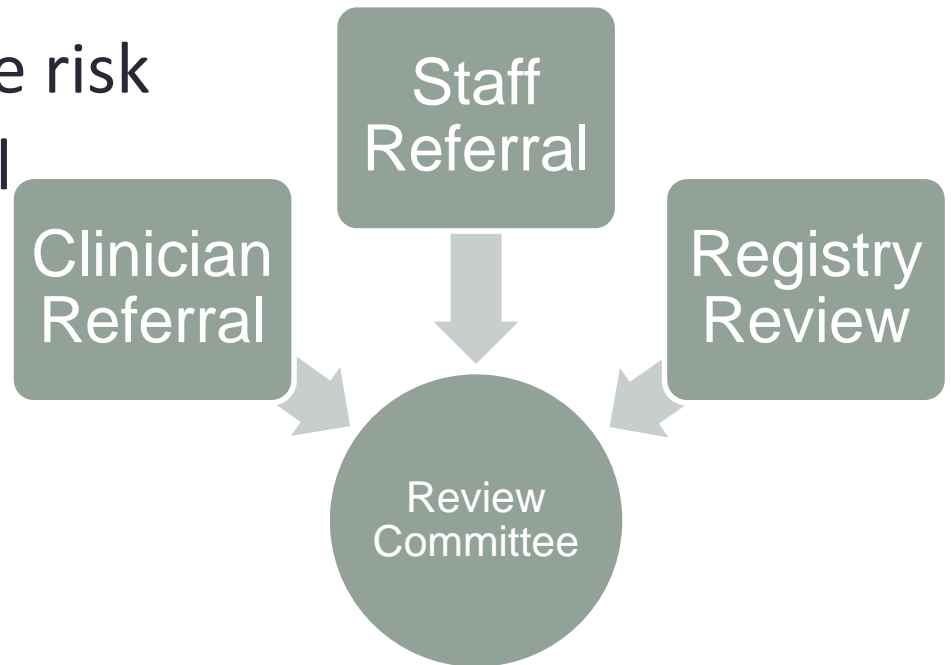 e risk
l
Staff
Referral
Clinician
Referral
Registry
Review
Review
Committee